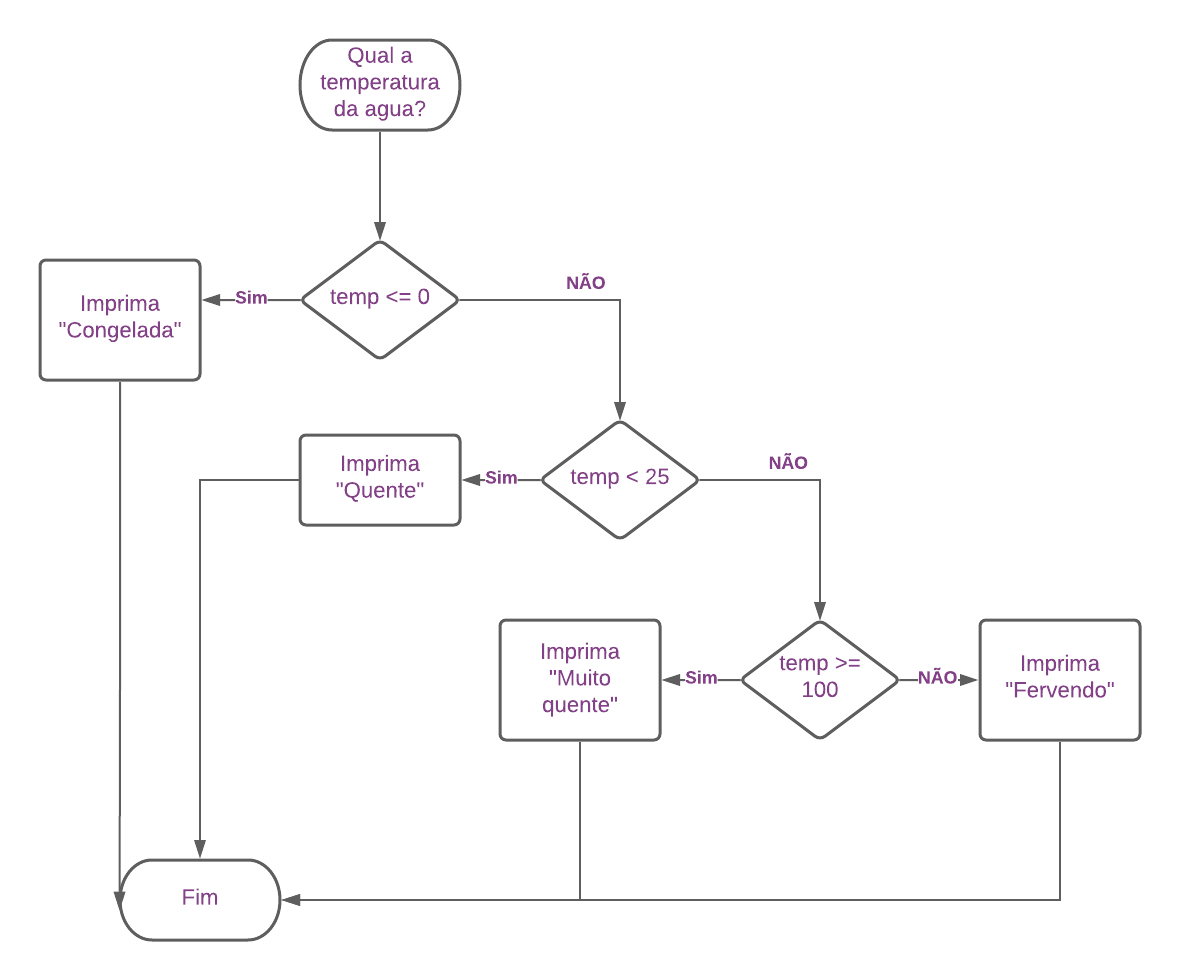 Qual a
temperatura
da agua?
temp <= 0
Sim
NÃO
Imprima
"Congelada"
temp < 25
Sim
NÃO
Imprima
"Quente"
temp >=
100
Sim
NÃO
Imprima
"Muito
quente"
Imprima
"Fervendo"
Fim